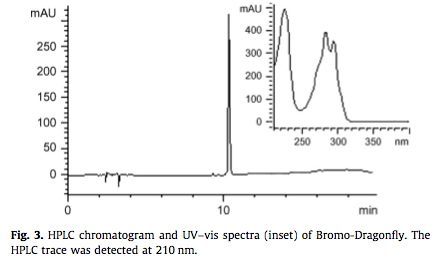 mAU
250
200
150
100
50
0
0
10
min
mAU
400
300
200
100
0
250
300
350
nm
Fig. 3. HPLC chromatogram and UV–vis spectra (inset) of Bromo-Dragonfly. The
HPLC trace was detected at 210 nm.